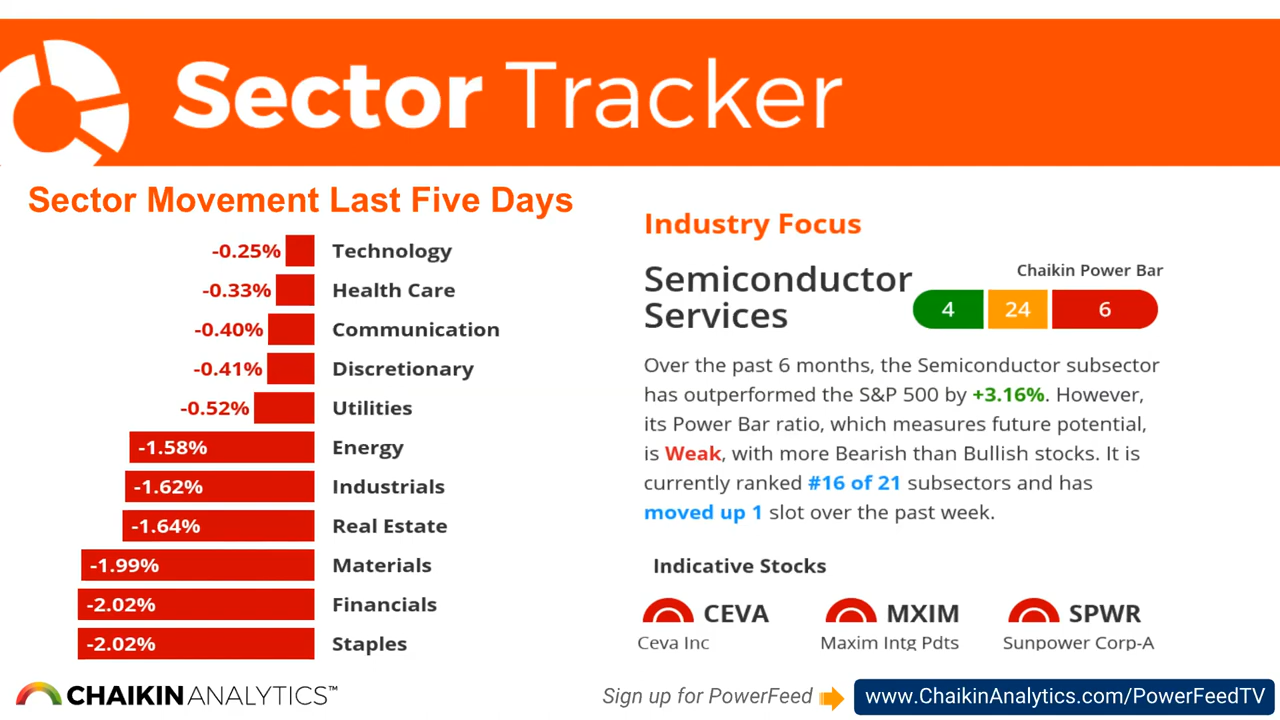 Sector Tracker
Sector Movement Last Five Days
-0.25% Technology
-0.33% Health Care
-0.40% Communication
-0.41% Discretionary
-0.52% Utilities
-1.58% Energy
-1.62% Industrials
-1.64% Real Estate
-1.99% Materials
-2.02% Financials
-2.02% Staples
Industry Focus
Semiconductor
Services
Chaikin Power Bar
4 24 6
Over the past 6 months, the Semiconductor subsector
has outperformed the S&P 500 by +3.16%. However,
its Power Bar ratio, which measures future potential,
is Weak, with more Bearish than Bullish stocks. It is
currently ranked #16 of 21 subsectors and has
moved up 1 slot over the past week.
Indicative Stocks
CEVA MXIM SPWR
Ceva Inc Maxim Intg Pdts Sunpower Corp-A
CHAIKIN ANALYTICS™
Sign up for PowerFeed www.ChaikinAnalytics.com/PowerFeedTV